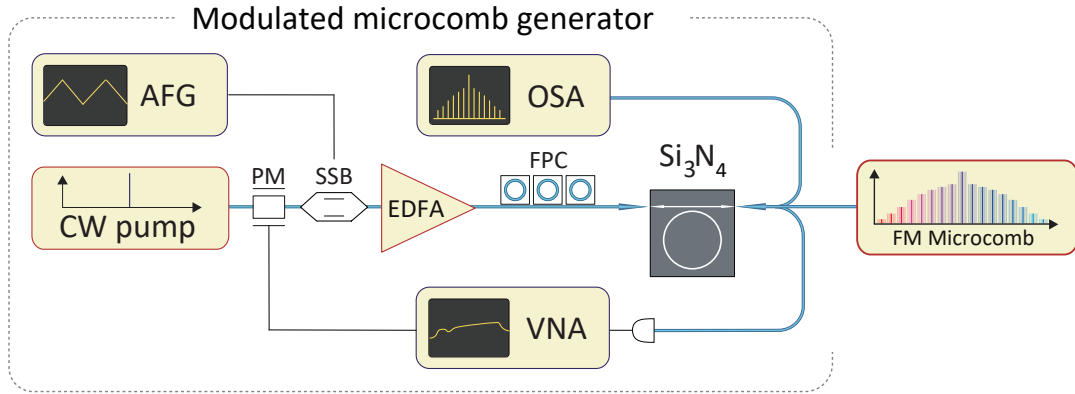 Modulated microcomb generator
AFG
OSA
FPC
Si₃N₄
PM
SSB
EDFA
CW pump
FM Microcomb
VNA